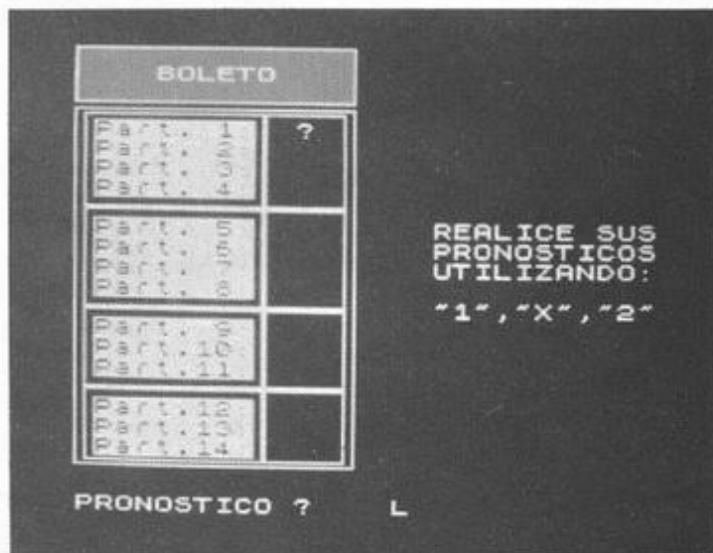 BOLETO
Part. 1 ?
Part. 2
Part. 3
Part. 4
Part. 5
Part. 6
Part. 7
Part. 8
Part. 9
Part.10
Part.11
Part.12
Part.13
Part.14
REALICE SUS
PRONOSTICOS
UTILIZANDO:
"1","X","2"
PRONOSTICO ? L